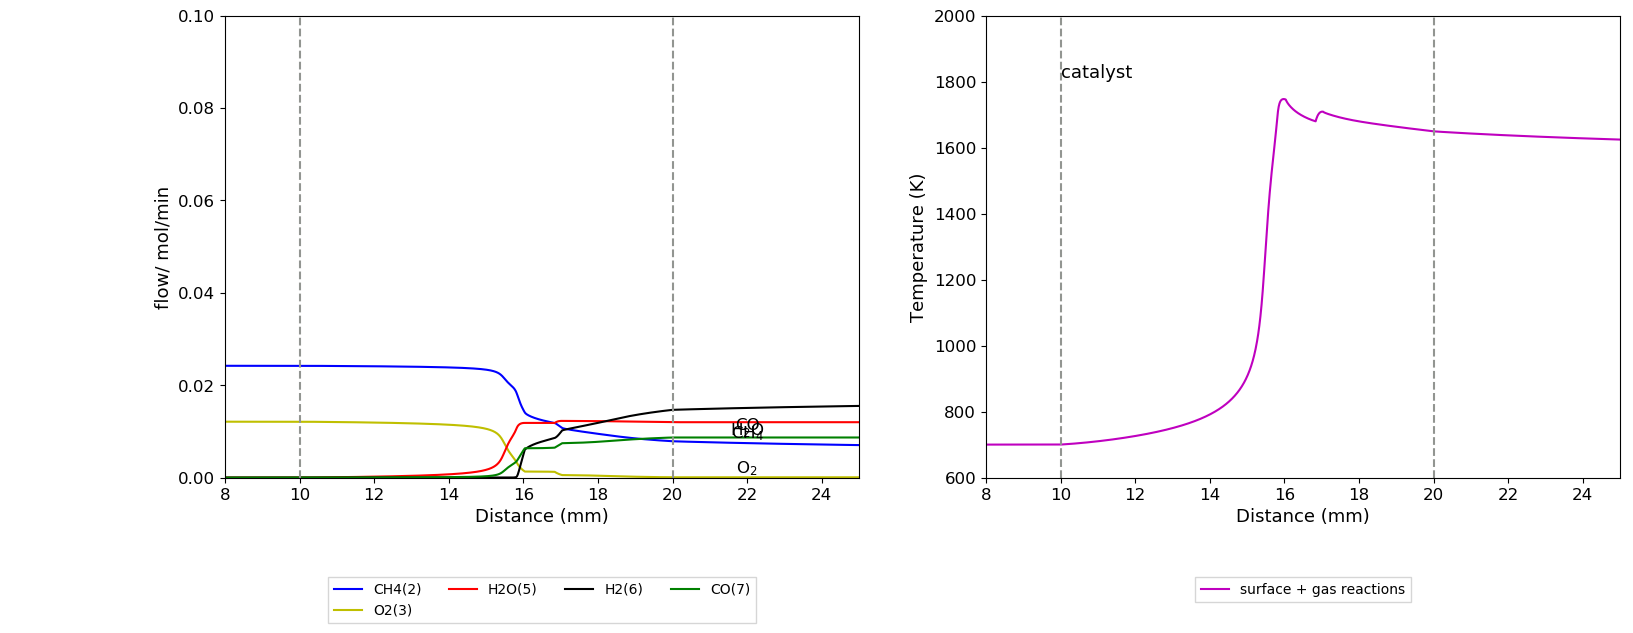 0.10
0.08
0.06
0.04
0.02
0.00
flow/ mol/min
8 10 12 14 16 18 20 22 24
Distance (mm)
CO
CH4
O2
CH4(2) H2O(5) H2(6) CO(7)
O2(3)
2000
1800
1600
1400
1200
1000
800
600
Temperature (K)
catalyst
8 10 12 14 16 18 20 22 24
Distance (mm)
surface + gas reactions